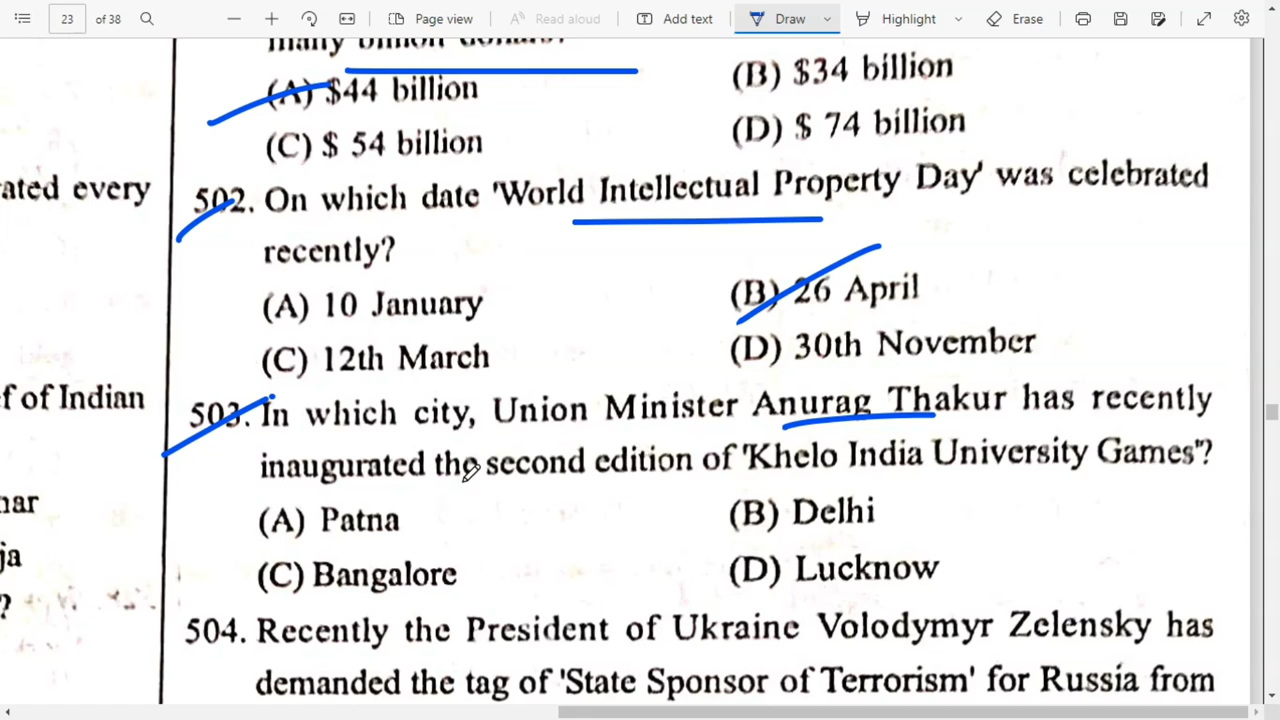 23 of 38 Page view Read aloud Add text Draw Highlight Erase
many billion dollars?
(A) $44 billion (B) $34 billion
(C) $ 54 billion (D) $ 74 billion
ated every
502. On which date 'World Intellectual Property Day' was celebrated
recently?
(A) 10 January (B) 26 April
(C) 12th March (D) 30th November
f of Indian
503. In which city, Union Minister Anurag Thakur has recently
inaugurated the second edition of 'Khelo India University Games'?
nar
(A) Patna (B) Delhi
ja
(C) Bangalore (D) Lucknow
?
504. Recently the President of Ukraine Volodymyr Zelensky has
demanded the tag of 'State Sponsor of Terrorism' for Russia from